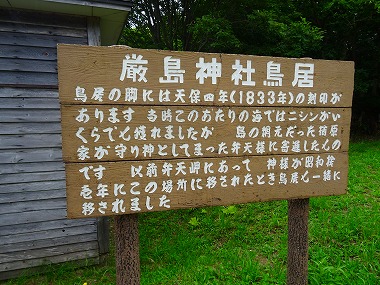 厳島神社鳥居
鳥居の脚には天保四年(1833年)の刻印が
あります 当時このあたりの海ではニシンがい
くらでも獲れましたが 島の網元だった柏原
家が守り神としてまつった弁天様に寄進したもの
です 以前弁天岬にあって 神様が昭和拾
壱年にこの場所に移されたとき鳥居も一緒に
移されました